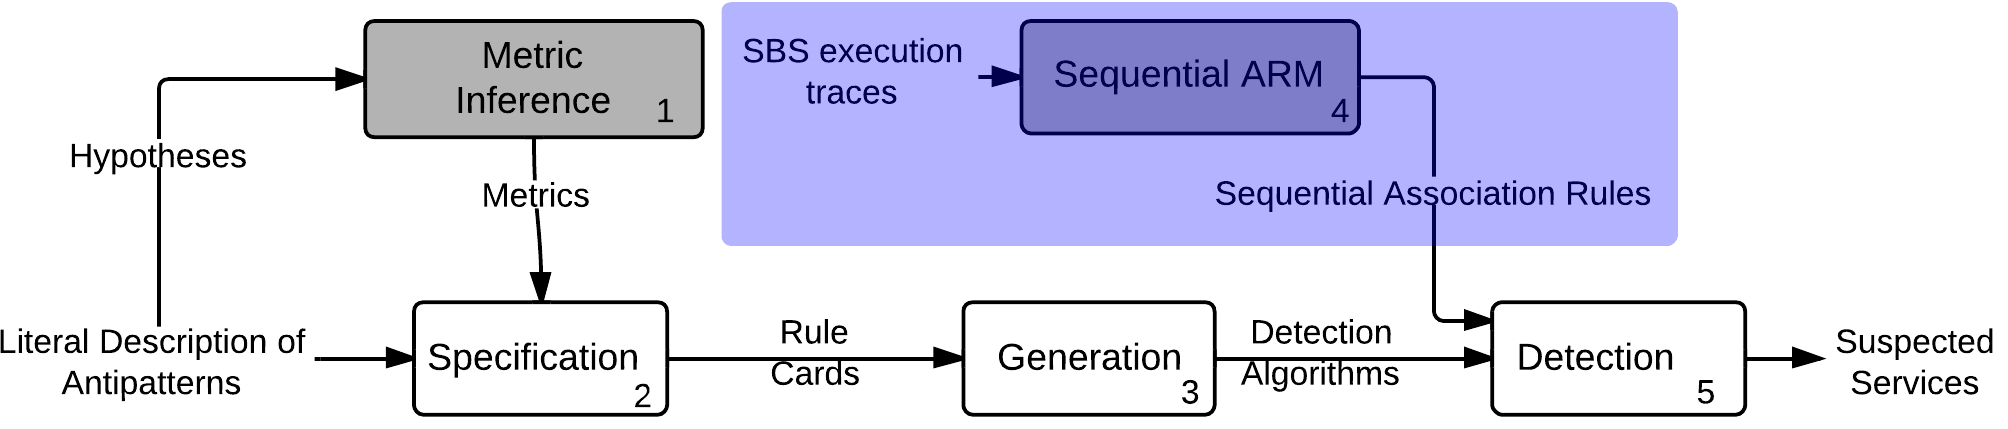 Metric
Inference
1
SBS execution
traces
Sequential ARM
4
Hypotheses
Metrics
Sequential Association Rules
Literal Description of
Antipatterns
Specification
2
Rule
Cards
Generation
3
Detection
Algorithms
Detection
5
Suspected
Services